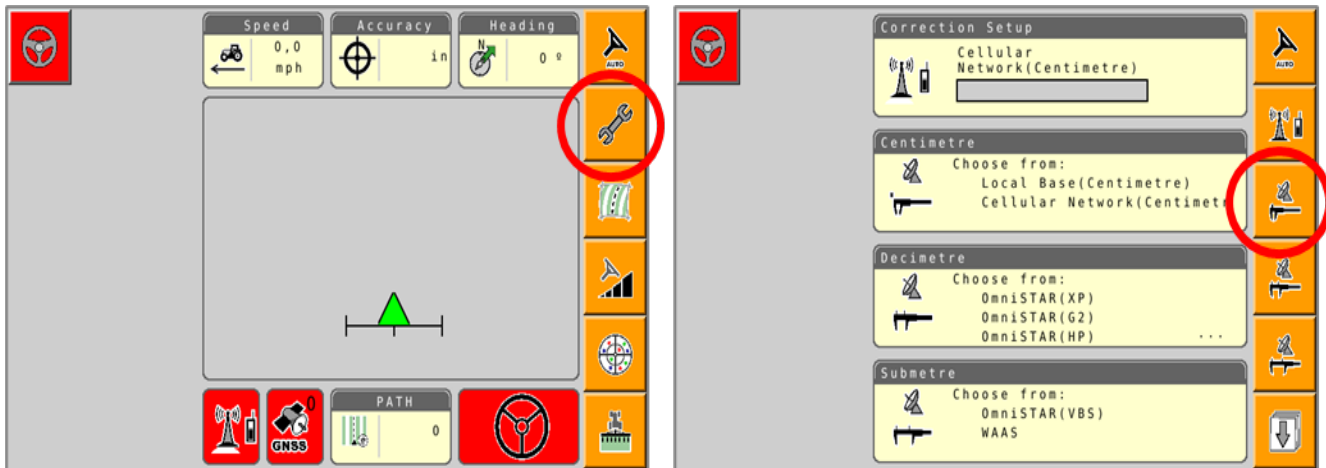 Speed
0,0
mph
Accuracy
in
Heading
N
0 º
AUTO
0
GNSS
PATH
0
Correction Setup
Cellular
Network(Centimetre)
Centimetre
Choose from:
Local Base(Centimetre)
Cellular Network(Centimetr
Decimetre
Choose from:
OmniSTAR(XP)
OmniSTAR(G2)
OmniSTAR(HP) ...
Submetre
Choose from:
OmniSTAR(VBS)
WAAS
AUTO